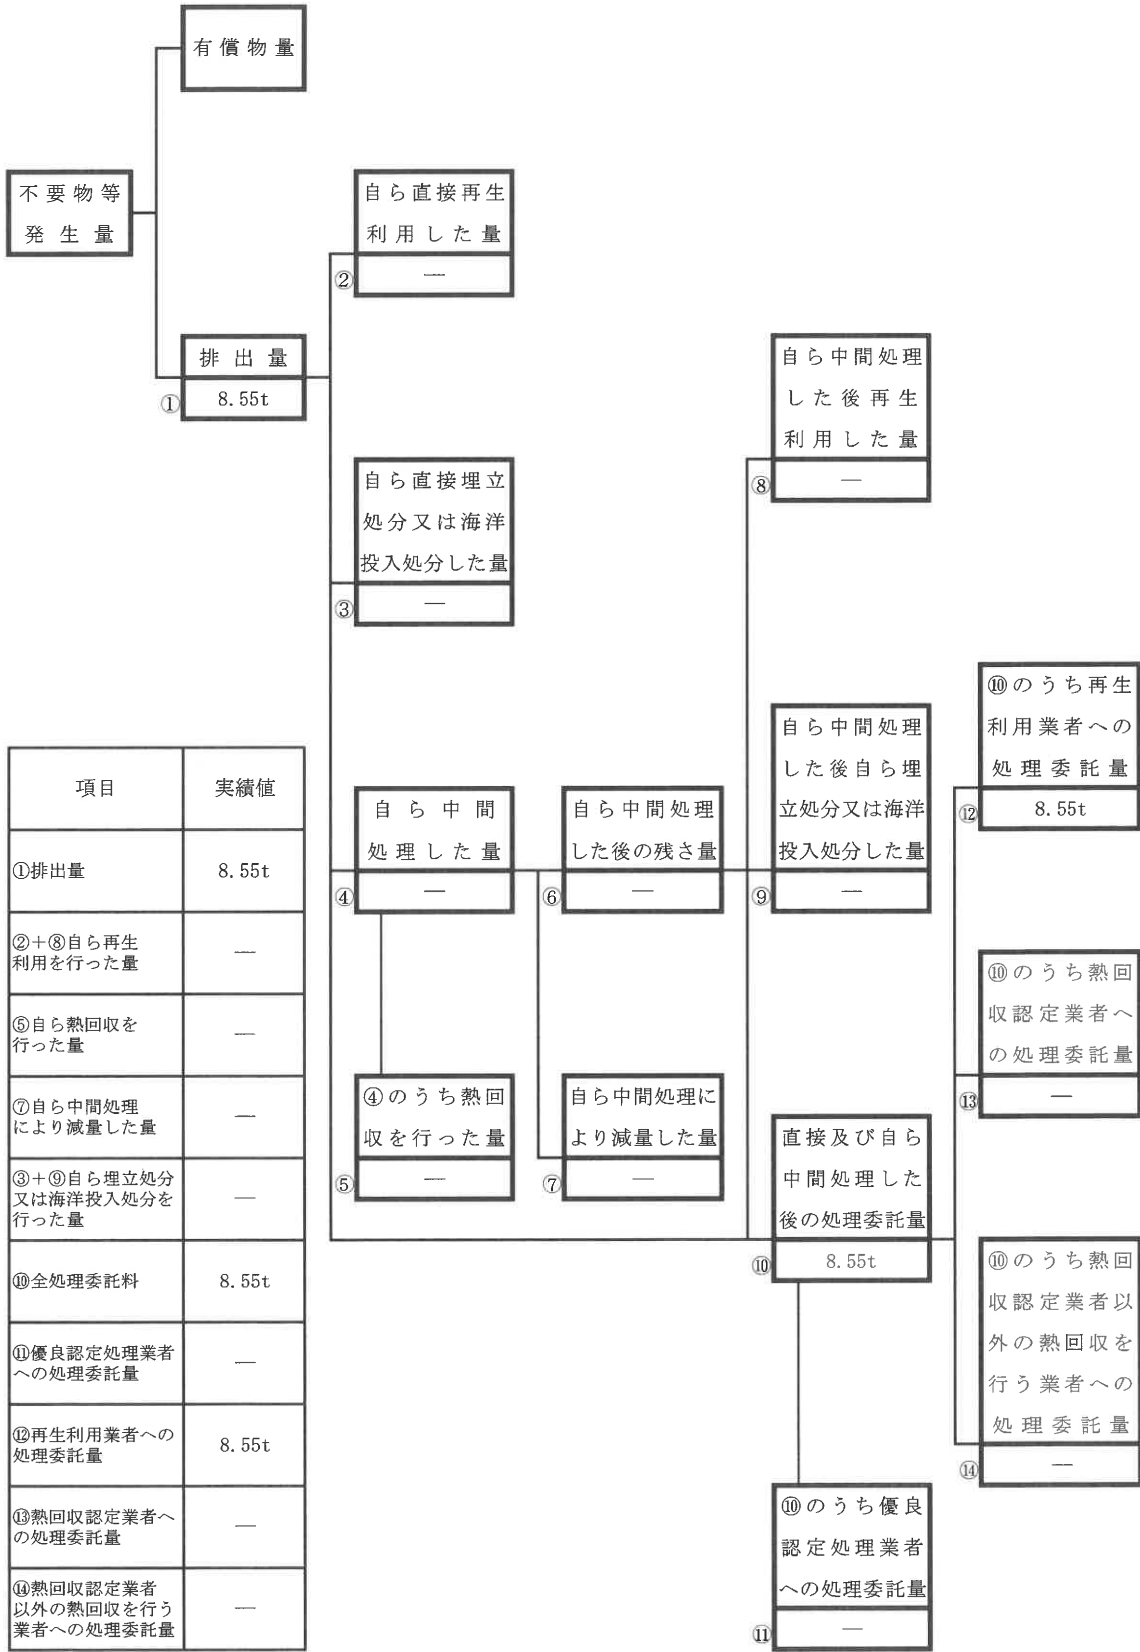 有償物量
不要物等
発生量
自ら直接再生
利用した量
②
—
排出量
①
8.55t
自ら中間処理
した後再生
利用した量
⑧
—
自ら直接埋立
処分又は海洋
投入処分した量
③
—
⑩のうち再生
利用業者への
処理委託量
⑫
8.55t
自ら中間処理
した後自ら埋
立処分又は海洋
投入処分した量
⑨
—
自ら中間
処理した量
④
—
自ら中間処理
した後の残さ量
⑥
—
⑩のうち熱回
収認定業者へ
の処理委託量
⑬
—
④のうち熱回
収を行った量
⑤
—
自ら中間処理に
より減量した量
⑦
—
直接及び自ら
中間処理した
後の処理委託量
⑩
8.55t
⑩のうち熱回
収認定業者以
外の熱回収を
行う業者への
処理委託量
⑭
—
⑩のうち優良
認定処理業者
への処理委託量
⑪
—
項目 実績値
①排出量 8.55t
②+⑧自ら再生
利用を行った量 —
⑤自ら熱回収を
行った量 —
⑦自ら中間処理
により減量した量 —
③+⑨自ら埋立処分
又は海洋投入処分を
行った量 —
⑩全処理委託料 8.55t
⑪優良認定処理業者
への処理委託量 —
⑫再生利用業者への
処理委託量 8.55t
⑬熱回収認定業者へ
の処理委託量 —
⑭熱回収認定業者
以外の熱回収を行う
業者への処理委託量 —